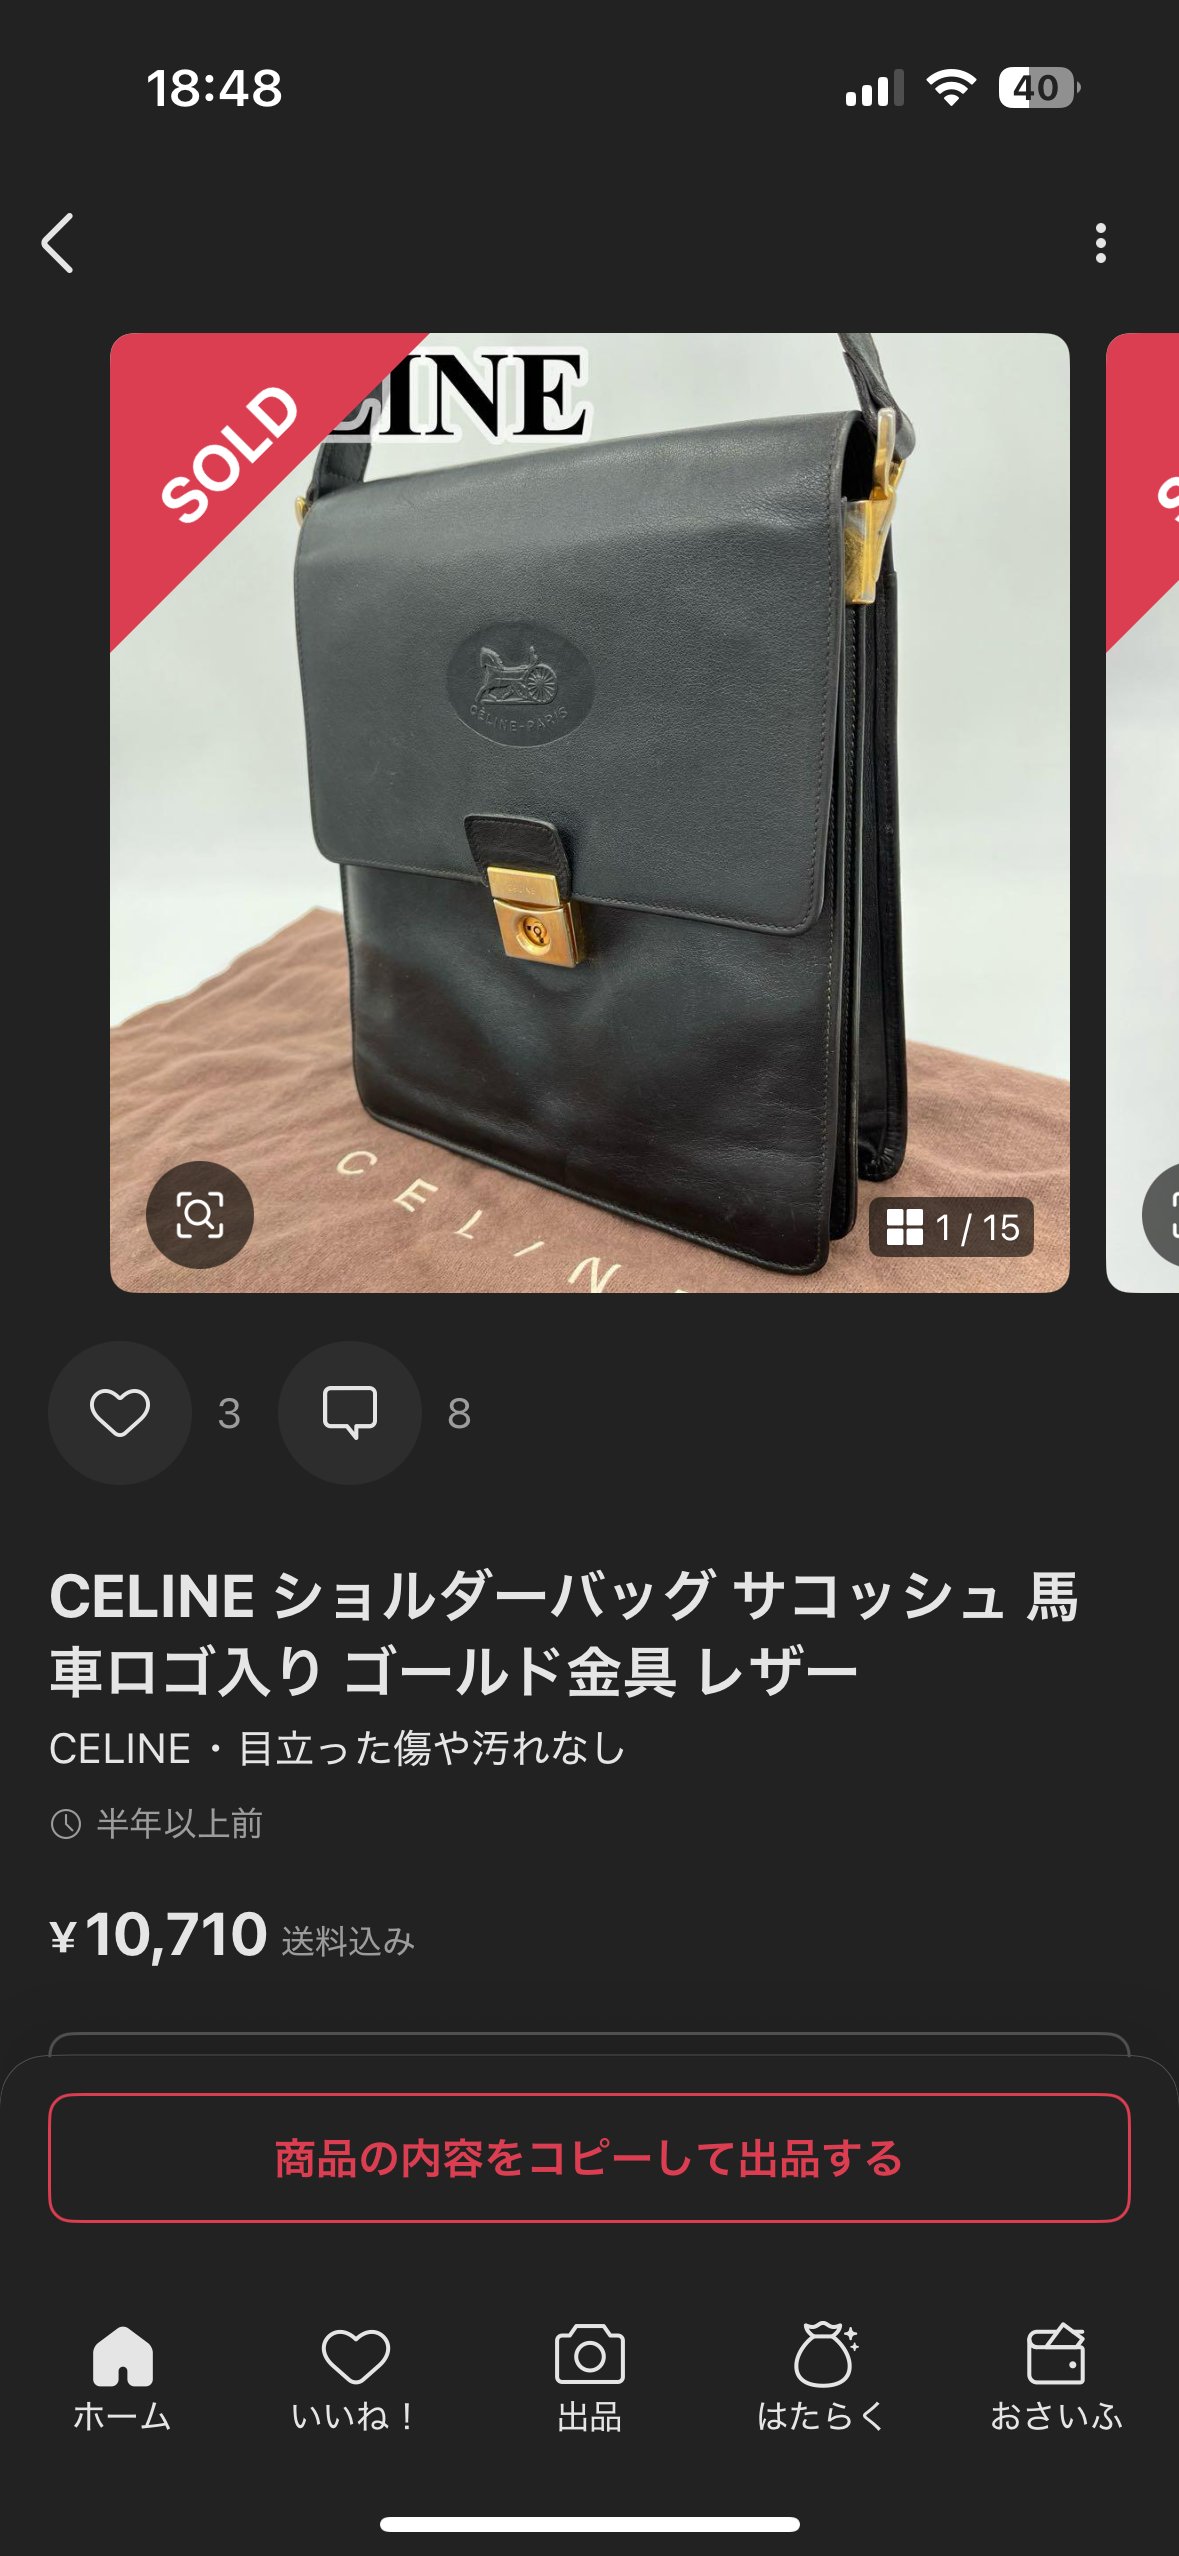 18:48
40
SOLD
LINE
CÉLINE-PARIS
CELINE
CELIN
1 / 15
3
8
CELINE ショルダーバッグ サコッシュ 馬
車ロゴ入り ゴールド金具 レザー
CELINE・目立った傷や汚れなし
半年以上前
¥10,710 送料込み
商品の内容をコピーして出品する
ホーム
いいね！
出品
はたらく
おさいふ